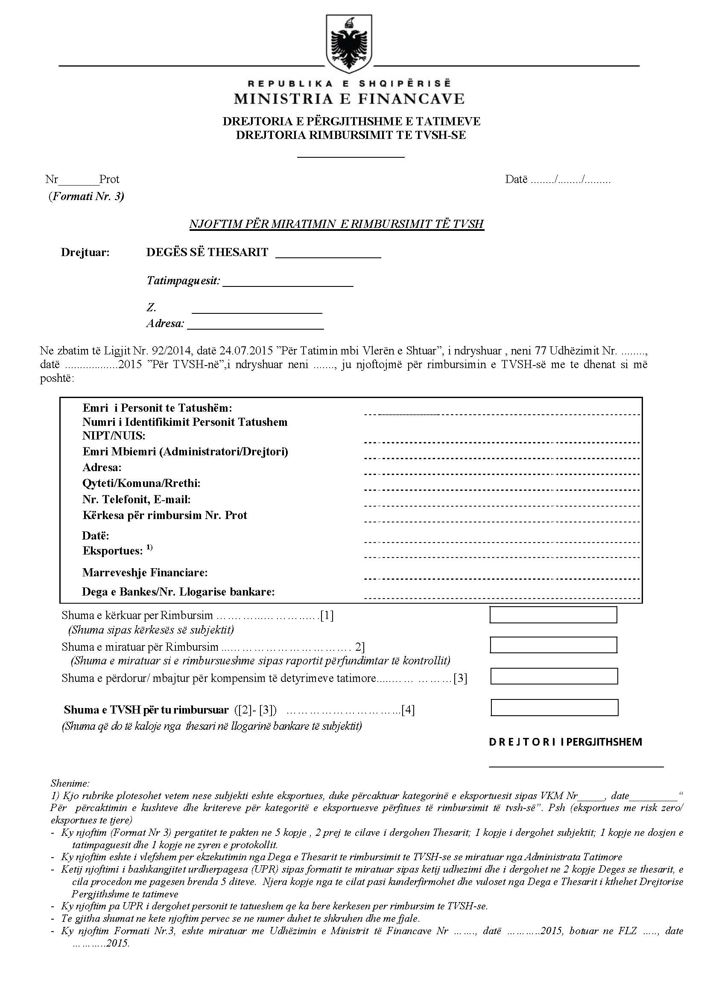 REPUBLIKA E SHQIPËRISË
MINISTRIA E FINANCAVE
DREJTORIA E PËRGJITHSHME E TATIMEVE
DREJTORIA RIMBURSIMIT TE TVSH-SE
__________________
Nr_______Prot Datë ......../......../.........
(Formati Nr. 3)
NJOFTIM PËR MIRATIMIN E RIMBURSIMIT TË TVSH
Drejtuar: DEGËS SË THESARIT __________________
Tatimpaguesit: ______________________
Z. ______________________
Adresa: _______________________
Ne zbatim të Ligjit Nr. 92/2014, datë 24.07.2015 ”Për Tatimin mbi Vlerën e Shtuar”, i ndryshuar , neni 77 Udhëzimit Nr. ........,
datë ..................2015 ”Për TVSH-në”,i ndryshuar neni ......., ju njoftojmë për rimbursimin e TVSH-së me te dhenat si më
poshtë:
Emri i Personit te Tatushëm:
Numri i Identifikimit Personit Tatushem
NIPT/NUIS:
Emri Mbiemri (Administratori/Drejtori)
Adresa:
Qyteti/Komuna/Rrethi:
Nr. Telefonit, E-mail:
Kërkesa për rimbursim Nr. Prot
Datë:
Eksportues: 1)
Marreveshje Financiare:
Dega e Bankes/Nr. Llogarise bankare:
Shuma e kërkuar per Rimbursim ………………………….[1]
(Shuma sipas kërkesës së subjektit)
Shuma e miratuar për Rimbursim ...………………………. 2]
(Shuma e miratuar si e rimbursueshme sipas raportit përfundimtar të kontrollit)
Shuma e përdorur/ mbajtur për kompensim të detyrimeve tatimore.....…… ………[3]
Shuma e TVSH për tu rimbursuar ([2]- [3]) …………………………...[4]
(Shuma që do të kaloje nga thesari në llogarinë bankare të subjektit)
D R E J T O R I I PERGJITHSHEM
Shenime:
1) Kjo rubrike plotesohet vetem nese subjekti eshte eksportues, duke përcaktuar kategorinë e eksportuesit sipas VKM Nr_____, date_________“
Për përcaktimin e kushteve dhe kritereve për kategoritë e eksportuesve përfitues të rimbursimit të tvsh-së”. Psh (eksportues me risk zero/
eksportues te tjere)
- Ky njoftim (Format Nr 3) pergatitet te pakten ne 5 kopje , 2 prej te cilave i dergohen Thesarit; 1 kopje i dergohet subjektit; 1 kopje ne dosjen e
tatimpaguesit dhe 1 kopje ne zyren e protokollit.
- Ky njoftim eshte i vlefshem per ekzekutimin nga Dega e Thesarit te rimbursimit te TVSH-se se miratuar nga Administrata Tatimore
- Ketij njoftimi i bashkangjitet urdherpagesa (UPR) sipas formatit te miratuar sipas ketij udhezimi dhe i dergohet ne 2 kopje Deges se thesarit, e
cila procedon me pagesen brenda 5 diteve. Njera kopje nga te cilat pasi kunderfirmohet dhe vuloset nga Dega e Thesarit i kthehet Drejtorise
Pergjithshme te tatimeve
- Ky njoftim pa UPR i dergohet personit te tatueshem qe ka bere kerkesen per rimbursim te TVSH-se.
- Te gjitha shumat ne kete njoftim pervec se ne numer duhet te shkruhen dhe me fjale.
- Ky njoftim Formati Nr.3, eshte miratuar me Udhëzimin e Ministrit të Financave Nr ……., datë ………..2015, botuar ne FLZ ….., date
………..2015.